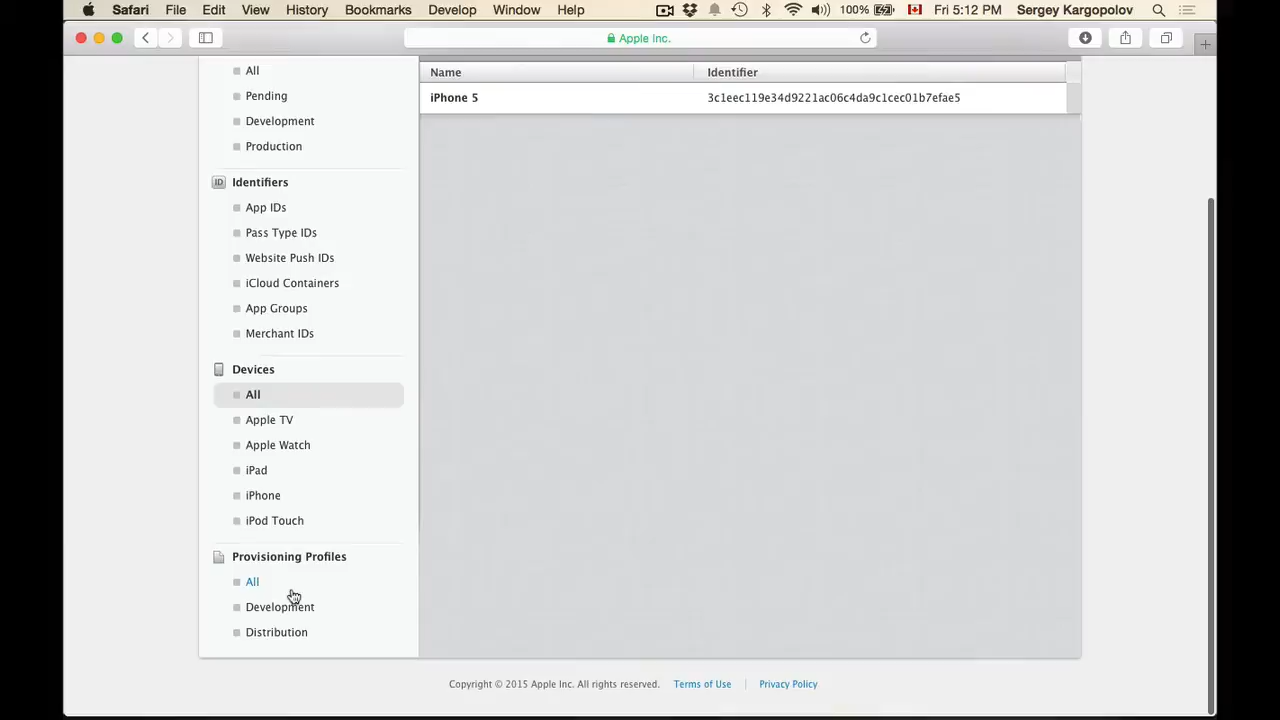 Safari File Edit View History Bookmarks Develop Window Help 100% Fri 5:12 PM Sergey Kargopolov
Apple Inc.
All
Pending
Development
Production
ID Identifiers
App IDs
Pass Type IDs
Website Push IDs
iCloud Containers
App Groups
Merchant IDs
Devices
All
Apple TV
Apple Watch
iPad
iPhone
iPod Touch
Provisioning Profiles
All
Development
Distribution
Name Identifier
iPhone 5 3c1eec119e34d9221ac06c4da9c1cec01b7efae5
Copyright © 2015 Apple Inc. All rights reserved. Terms of Use | Privacy Policy